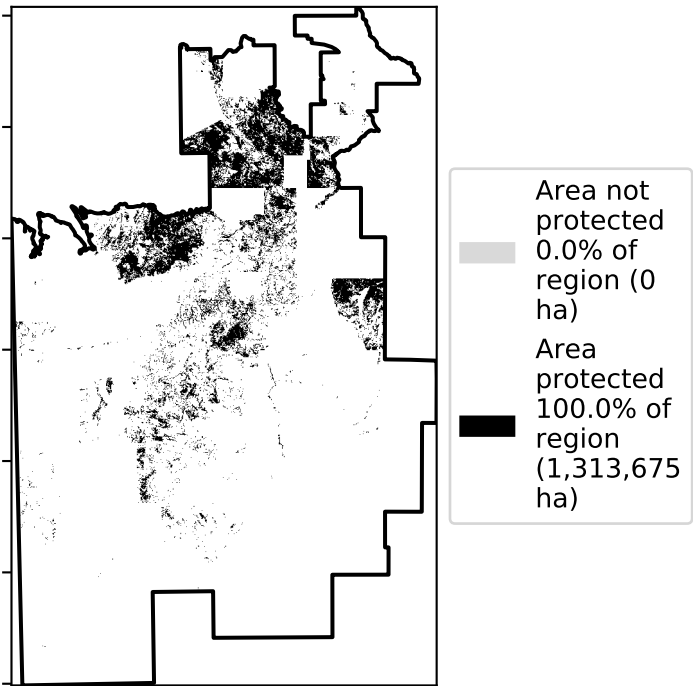 Area not
protected
0.0% of
region (0
ha)
Area
protected
100.0% of
region
(1,313,675
ha)